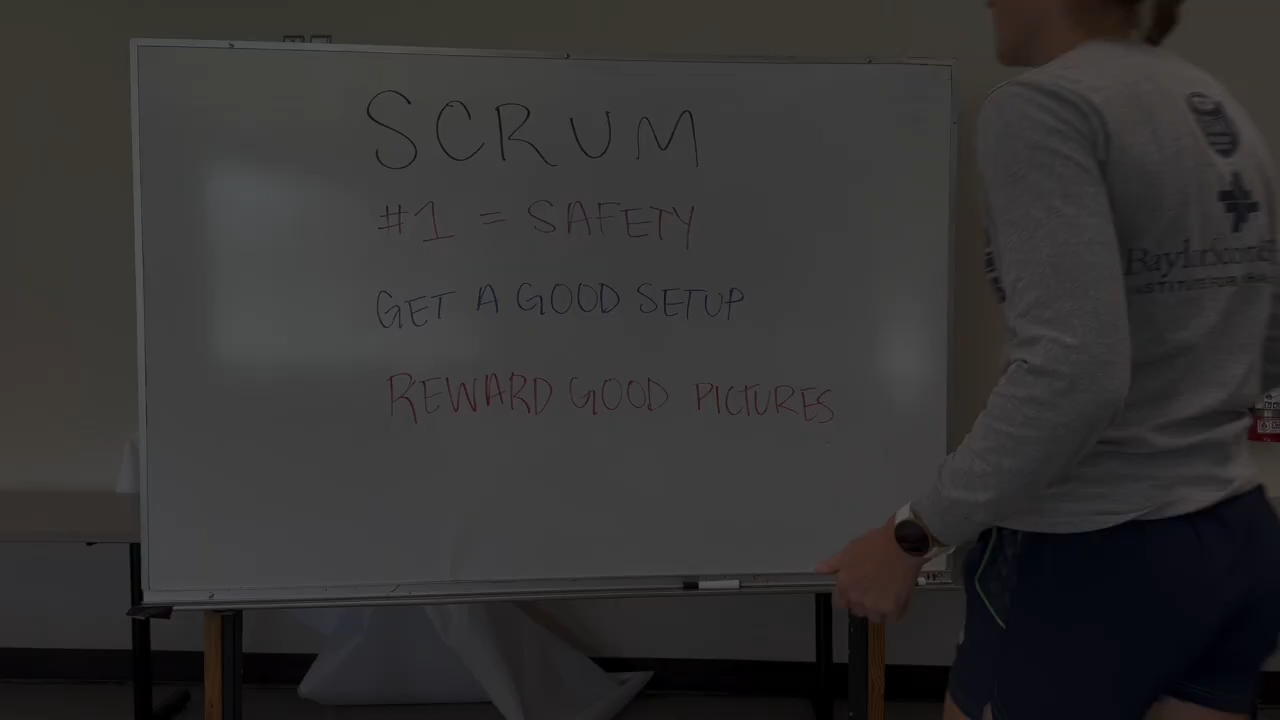 SCRUM
#1 = SAFETY
GET A GOOD SETUP
REWARD GOOD PICTURES